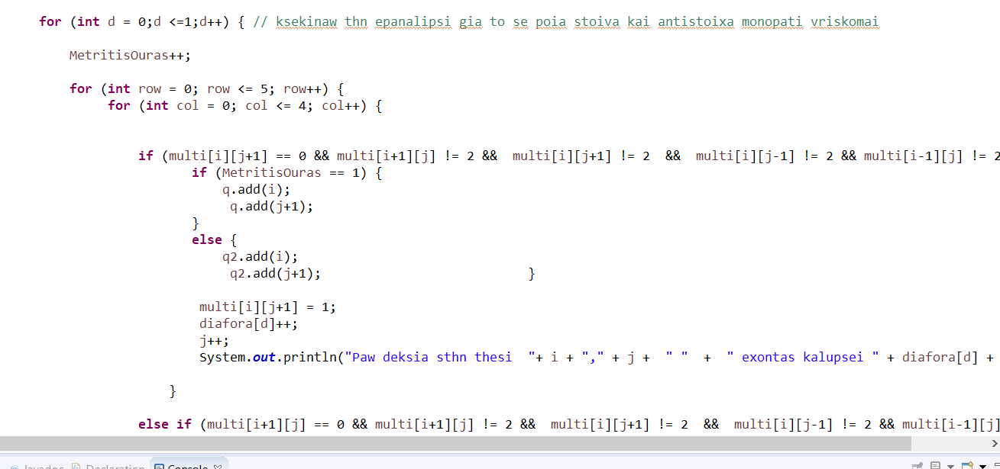 for (int d = 0;d <=1;d++) { // ksekinaw thn epanalipsi gia to se poia stoiva kai antistoixa monopati vriskomai
MetritisOuras++;
for (int row = 0; row <= 5; row++) {
for (int col = 0; col <= 4; col++) {
if (multi[i][j+1] == 0 && multi[i+1][j] != 2 && multi[i][j+1] != 2 && multi[i][j-1] != 2 && multi[i-1][j] != 2
if (MetritisOuras == 1) {
q.add(i);
q.add(j+1);
}
else {
q2.add(i);
q2.add(j+1); }
multi[i][j+1] = 1;
diafora[d]++;
j++;
System.out.println("Paw deksia sthn thesi "+ i + "," + j + " " + " exontas kalupsei " + diafora[d] +
}
else if (multi[i+1][j] == 0 && multi[i+1][j] != 2 && multi[i][j+1] != 2 && multi[i][j-1] != 2 && multi[i-1][j]
Javadoc Declaration Console